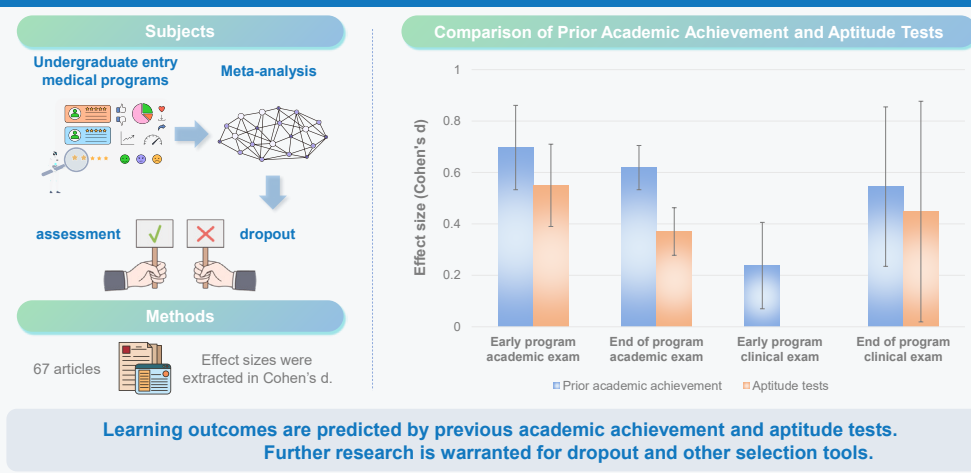 Subjects
Undergraduate entry
medical programs
Meta-analysis
assessment
dropout
Methods
67 articles
Effect sizes were
extracted in Cohen's d.
Comparison of Prior Academic Achievement and Aptitude Tests
Effect size (Cohen's d)
1
0.8
0.6
0.4
0.2
0
Early program
academic exam
End of program
academic exam
Early program
clinical exam
End of program
clinical exam
Prior academic achievement
Aptitude tests
Learning outcomes are predicted by previous academic achievement and aptitude tests.
Further research is warranted for dropout and other selection tools.